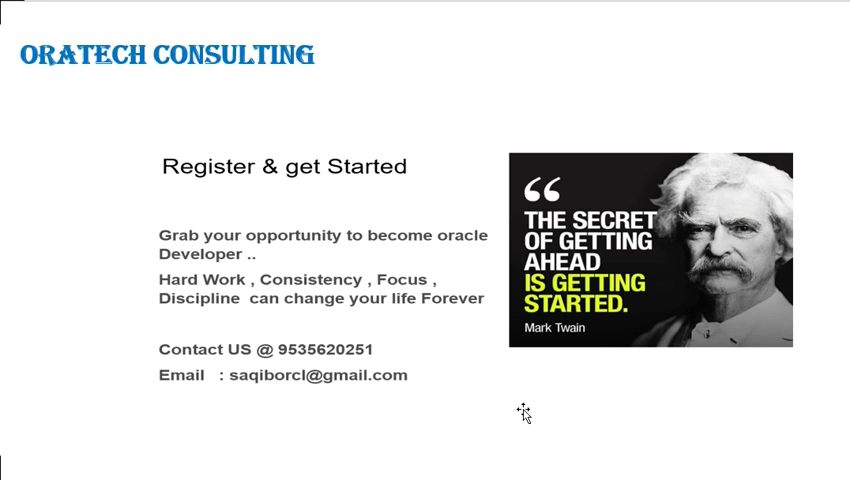 ORATECH CONSULTING
Register & get Started
Grab your opportunity to become oracle
Developer ..
Hard Work , Consistency , Focus ,
Discipline can change your life Forever
Contact US @ 9535620251
Email : saqiborcl@gmail.com
“
THE SECRET
OF GETTING
AHEAD
IS GETTING
STARTED.
Mark Twain